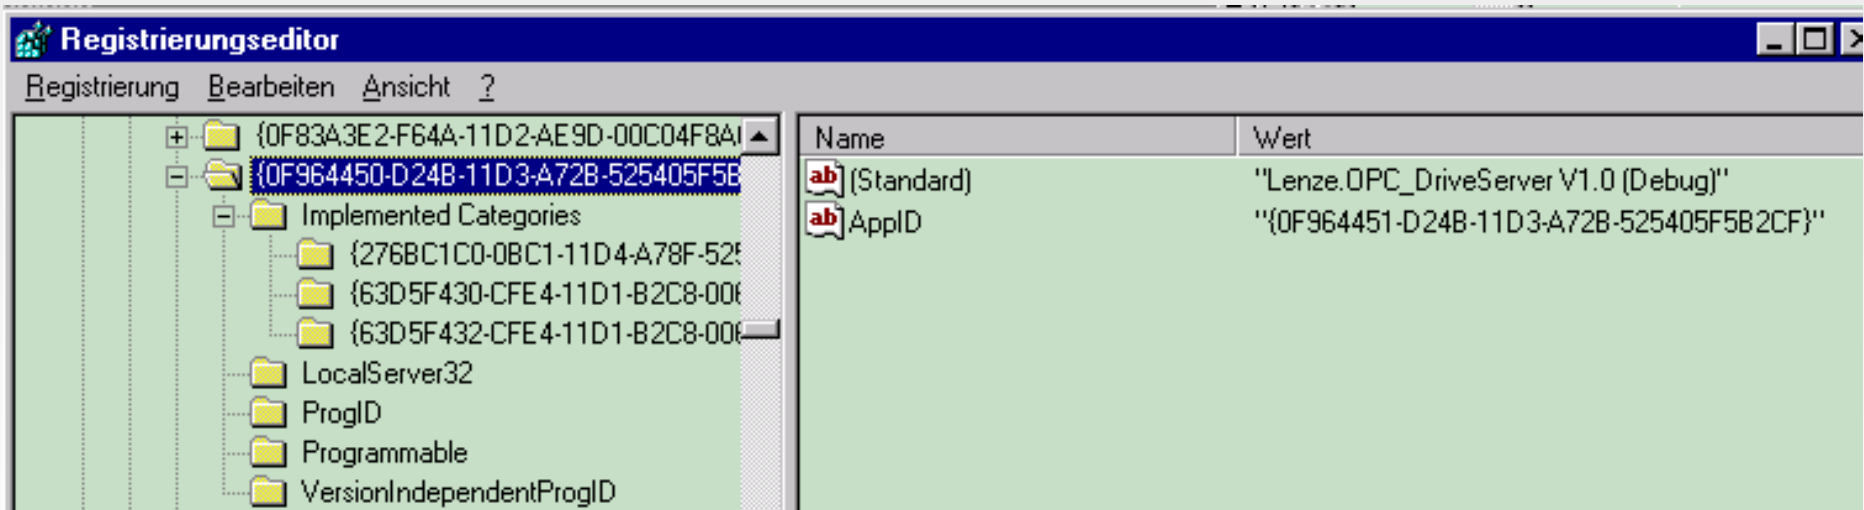 Registrierungseditor
Registrierung Bearbeiten Ansicht ?
{0F83A3E2-F64A-11D2-AE9D-00C04F8A
{0F964450-D24B-11D3-A72B-525405F5B
Implemented Categories
{276BC1C0-0BC1-11D4-A78F-52
{63D5F430-CFE4-11D1-B2C8-00
{63D5F432-CFE4-11D1-B2C8-00
LocalServer32
ProgID
Programmable
VersionIndependentProgID
Name Wert
ab (Standard) "Lenze.OPC_DriveServer V1.0 (Debug)"
ab AppID "{0F964451-D24B-11D3-A72B-525405F5B2CF}"